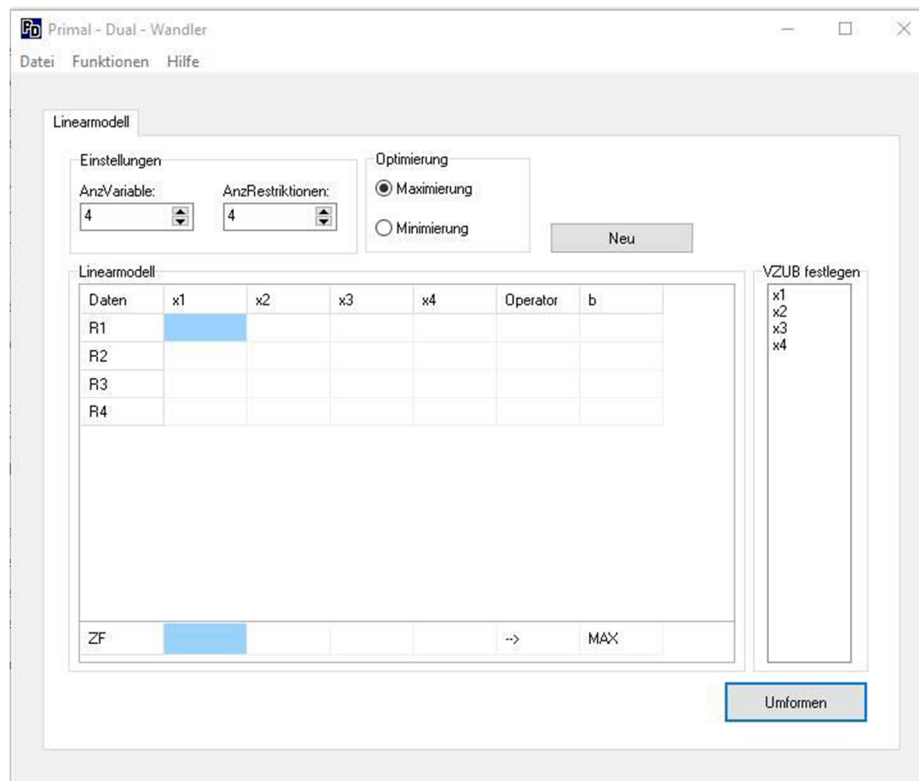 PD Primal - Dual - Wandler
Datei Funktionen Hilfe
Linearmodell
Einstellungen
AnzVariable: AnzRestriktionen:
4 4
Optimierung
Maximierung
Minimierung
Neu
Linearmodell
Daten x1 x2 x3 x4 Operator b
R1
R2
R3
R4
ZF --> MAX
VZUB festlegen
x1
x2
x3
x4
Umformen